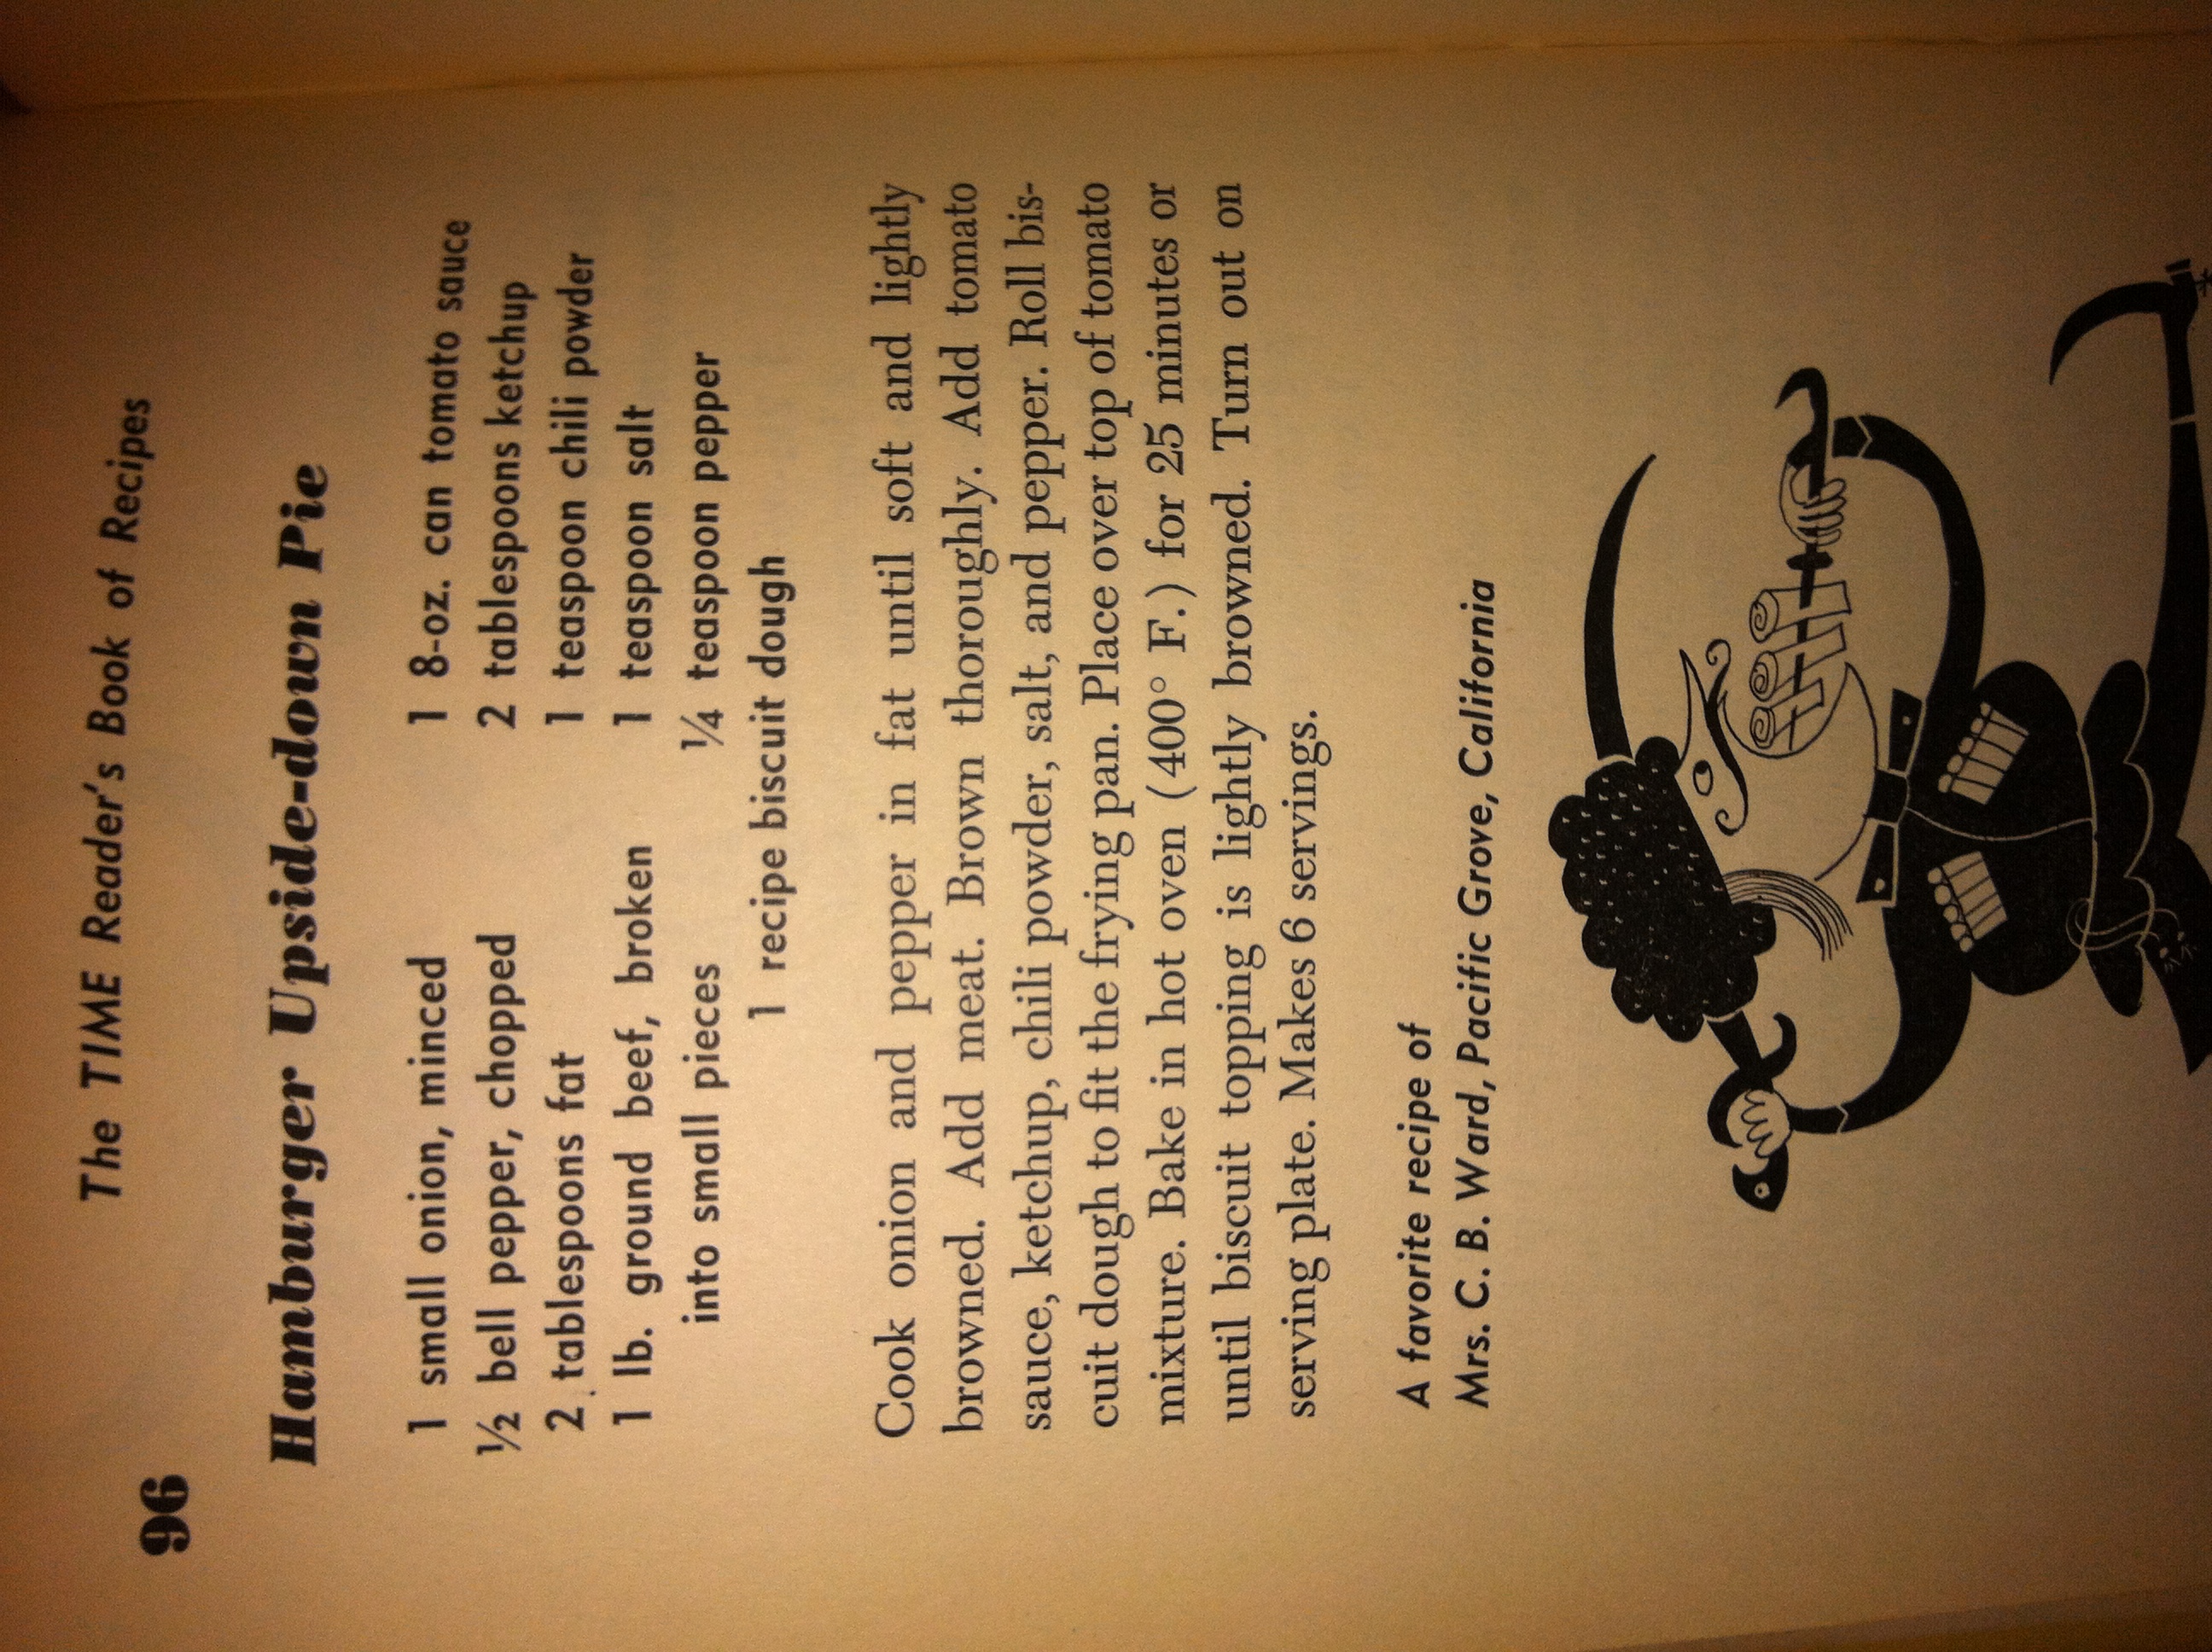 96
The TIME Reader's Book of Recipes
Hamburger Upside-down Pie
1 small onion, minced
½ bell pepper, chopped
2 tablespoons fat
1 lb. ground beef, broken
into small pieces
1 8-oz. can tomato sauce
2 tablespoons ketchup
1 teaspoon chili powder
1 teaspoon salt
¼ teaspoon pepper
1 recipe biscuit dough
Cook onion and pepper in fat until soft and lightly
browned. Add meat. Brown thoroughly. Add tomato
sauce, ketchup, chili powder, salt, and pepper. Roll bis-
cuit dough to fit the frying pan. Place over top of tomato
mixture. Bake in hot oven (400° F.) for 25 minutes or
until biscuit topping is lightly browned. Turn out on
serving plate. Makes 6 servings.
A favorite recipe of
Mrs. C. B. Ward, Pacific Grove, California